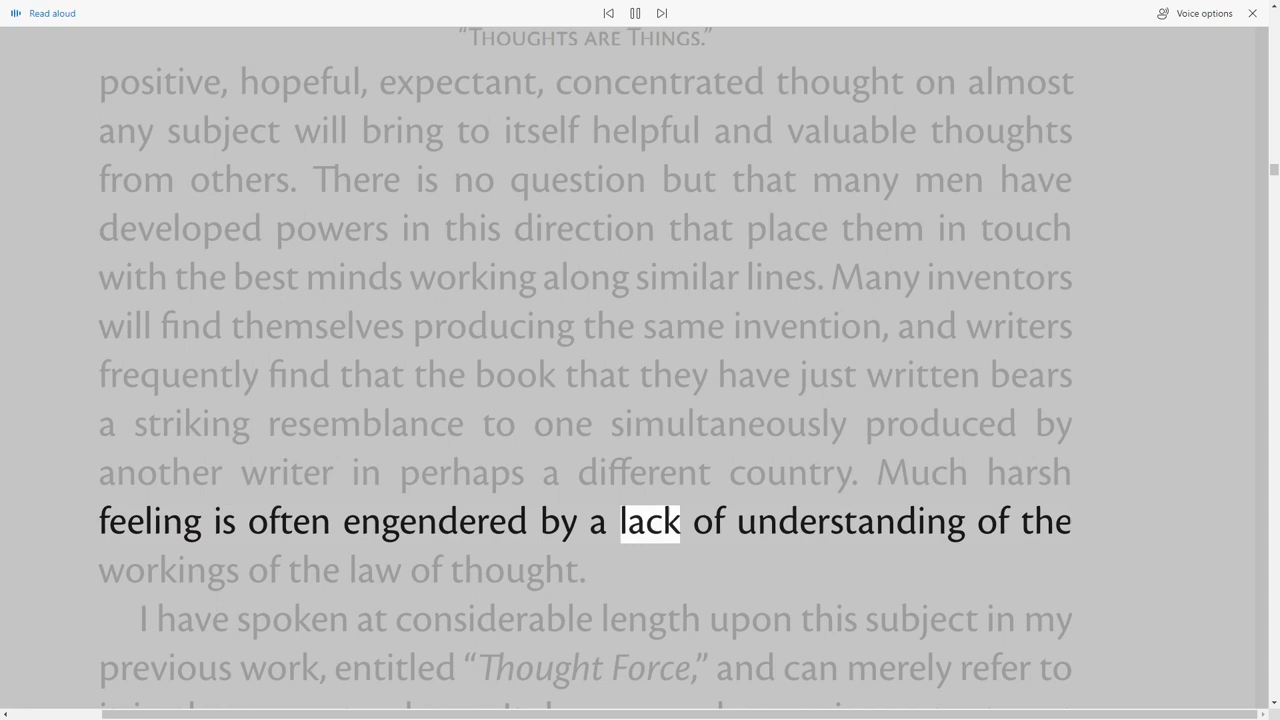 Read aloud
Voice options
“THOUGHTS ARE THINGS.”
positive, hopeful, expectant, concentrated thought on almost
any subject will bring to itself helpful and valuable thoughts
from others. There is no question but that many men have
developed powers in this direction that place them in touch
with the best minds working along similar lines. Many inventors
will find themselves producing the same invention, and writers
frequently find that the book that they have just written bears
a striking resemblance to one simultaneously produced by
another writer in perhaps a different country. Much harsh
feeling is often engendered by a lack of understanding of the
workings of the law of thought.
I have spoken at considerable length upon this subject in my
previous work, entitled “Thought Force,” and can merely refer to